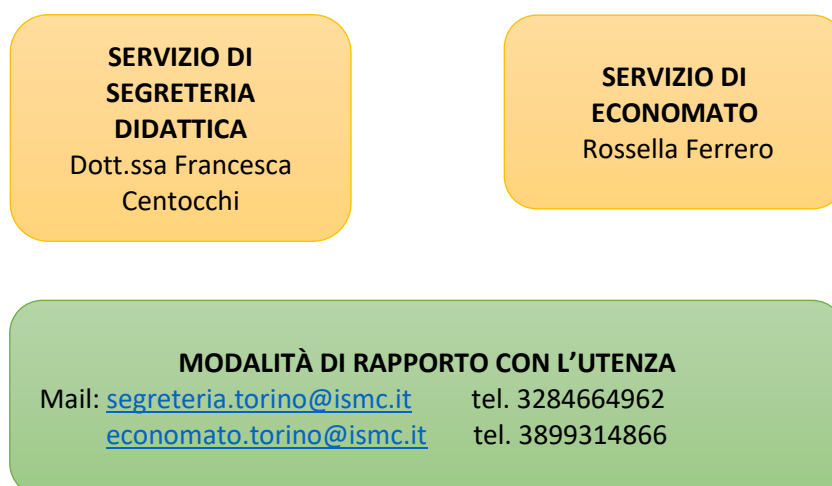 SERVIZIO DI
SEGRETERIA
DIDATTICA
Dott.ssa Francesca
Centocchi
SERVIZIO DI
ECONOMATO
Rossella Ferrero
MODALITÀ DI RAPPORTO CON L’UTENZA
Mail: segreteria.torino@ismc.it tel. 3284664962
economato.torino@ismc.it tel. 3899314866